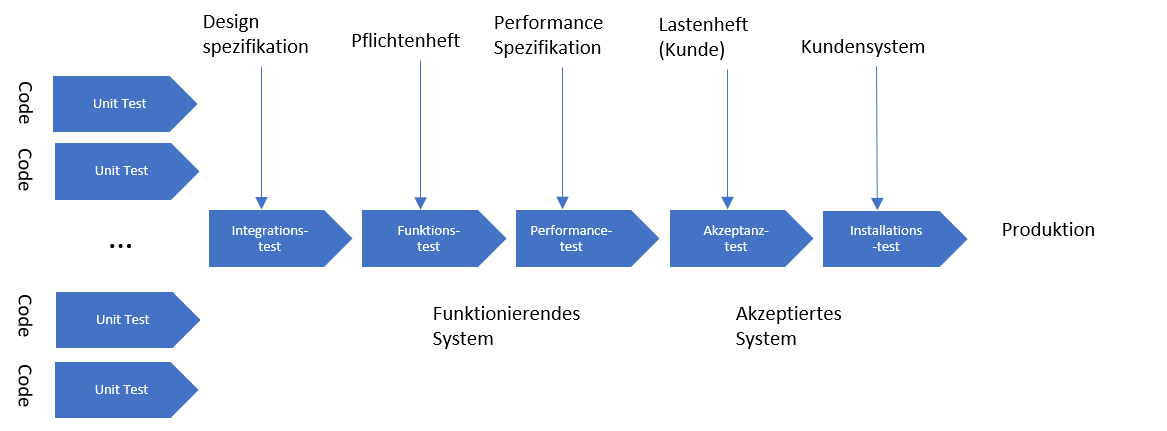 Design
spezifikation
Pflichtenheft
Performance
Spezifikation
Lastenheft
(Kunde)
Kundensystem
Code
Unit Test
Code
Unit Test
...
Integrations-
test
Funktions-
test
Performance-
test
Akzeptanz-
test
Installations
-test
Produktion
Code
Unit Test
Funktionierendes
System
Akzeptiertes
System
Code
Unit Test